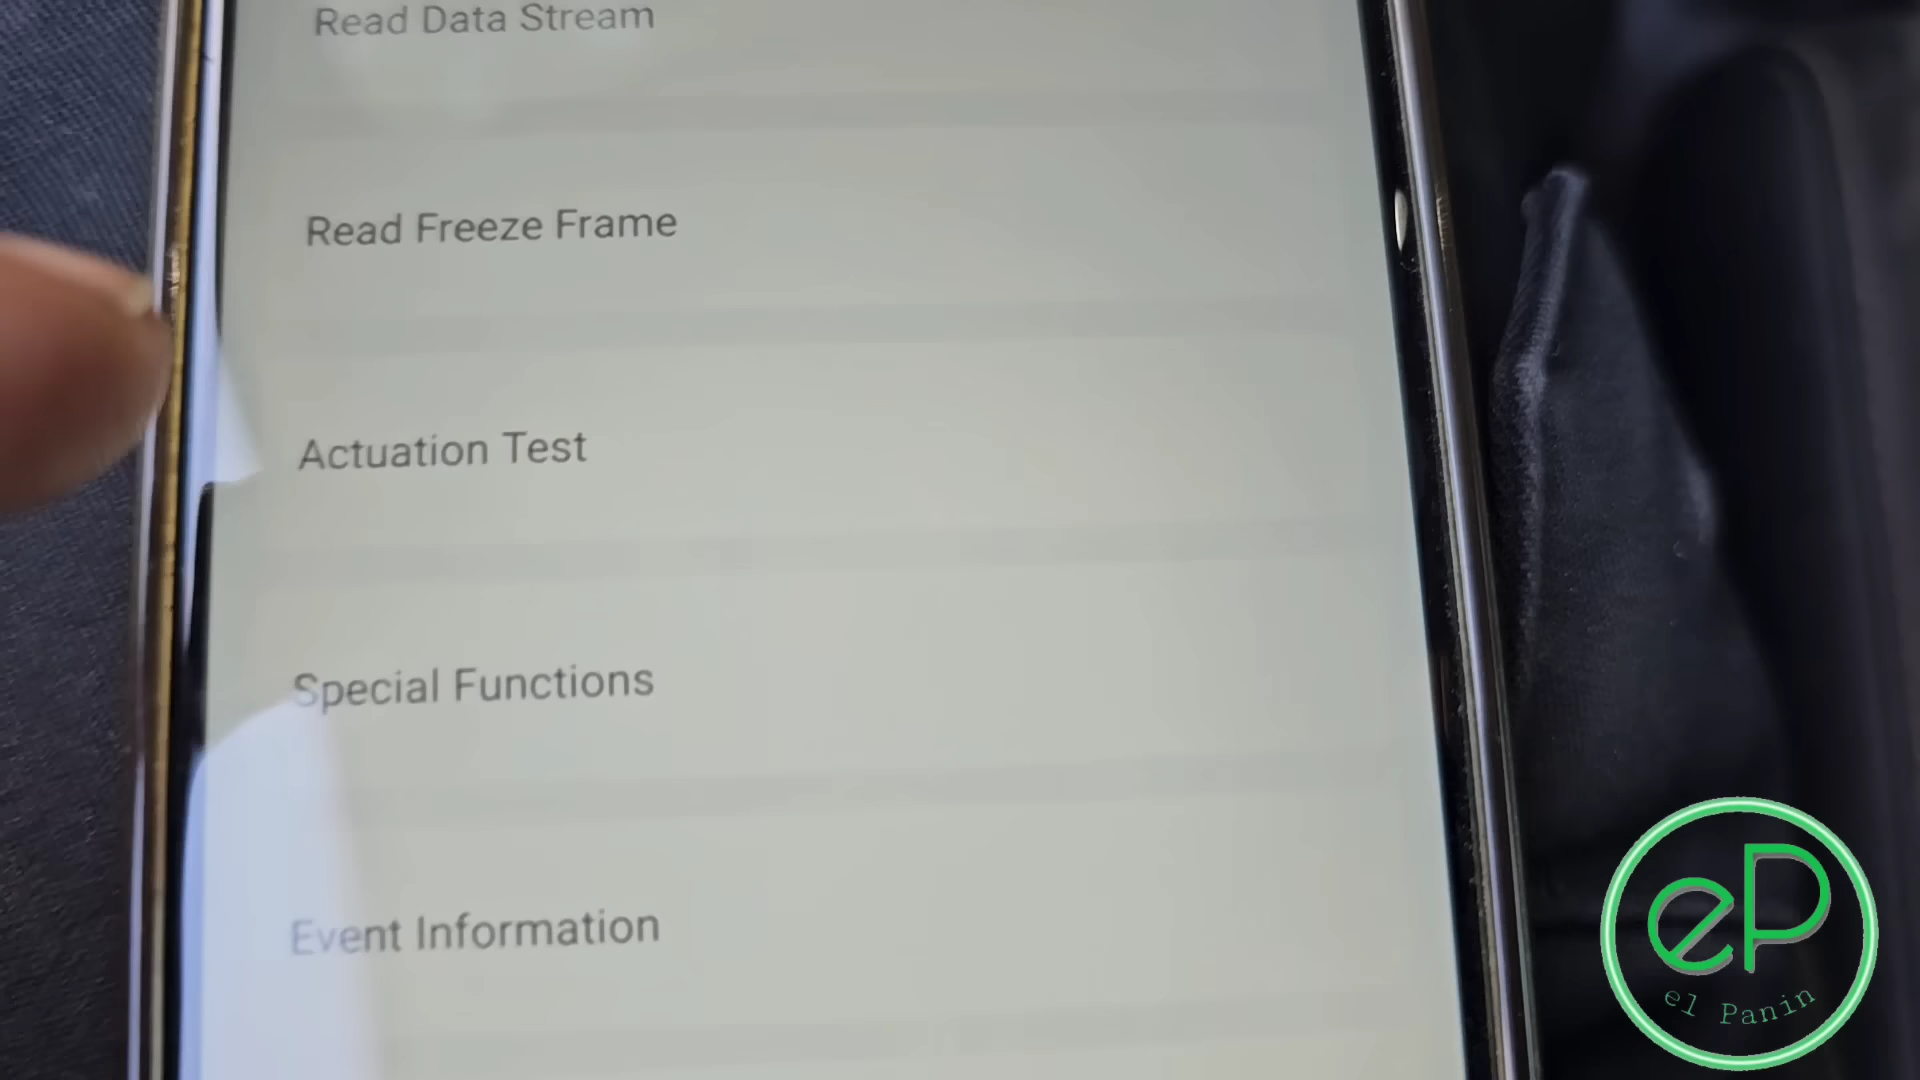 Read Data Stream
Read Freeze Frame
Actuation Test
Special Functions
Event Information
eP
el Panin